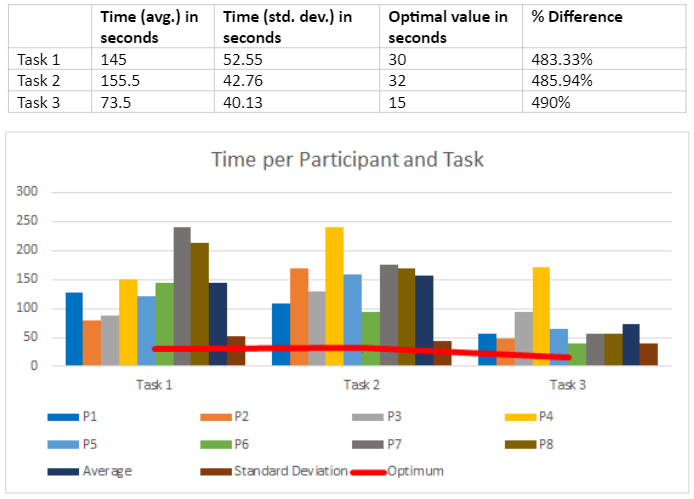 Time (avg.) in seconds Time (std. dev.) in seconds Optimal value in seconds % Difference
Task 1 145 52.55 30 483.33%
Task 2 155.5 42.76 32 485.94%
Task 3 73.5 40.13 15 490%
Time per Participant and Task
300
250
200
150
100
50
0
Task 1 Task 2 Task 3
P1 P2 P3 P4
P5 P6 P7 P8
Average Standard Deviation Optimum